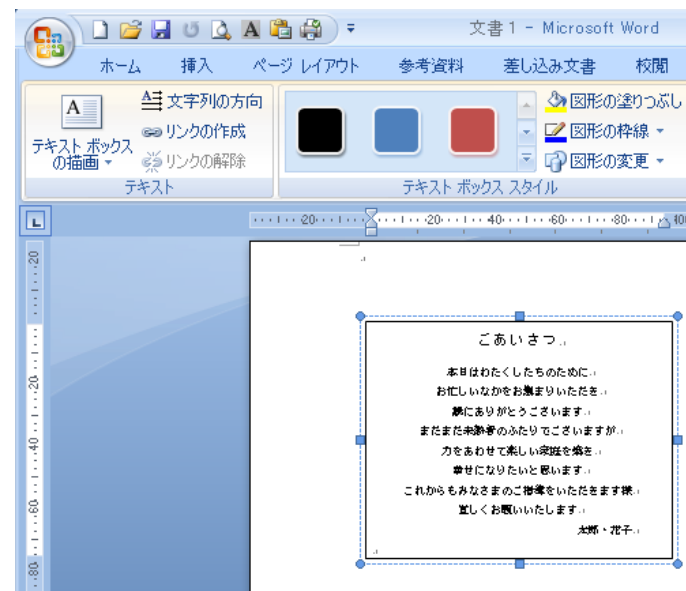 文書 1 - Microsoft Word
ホーム 挿入 ページ レイアウト 参考資料 差し込み文書 校閲
A テキスト ボックスの描画
文字列の方向
リンクの作成
リンクの解除
図形の塗りつぶし
図形の枠線
図形の変更
テキスト テキスト ボックス スタイル
20 20 40 60 80 100
20
20
40
60
80
ごあいさつ
本日はわたくしたちのために
お忙しいなかをお集まりいただき
誠にありがとうございます
まだまだ未熟者のふたりでございますが
力をあわせて楽しい家庭を築き
幸せになりたいと思います
これからもみなさまのご指導をいただきます様
宜しくお願いいたします
太郎・花子